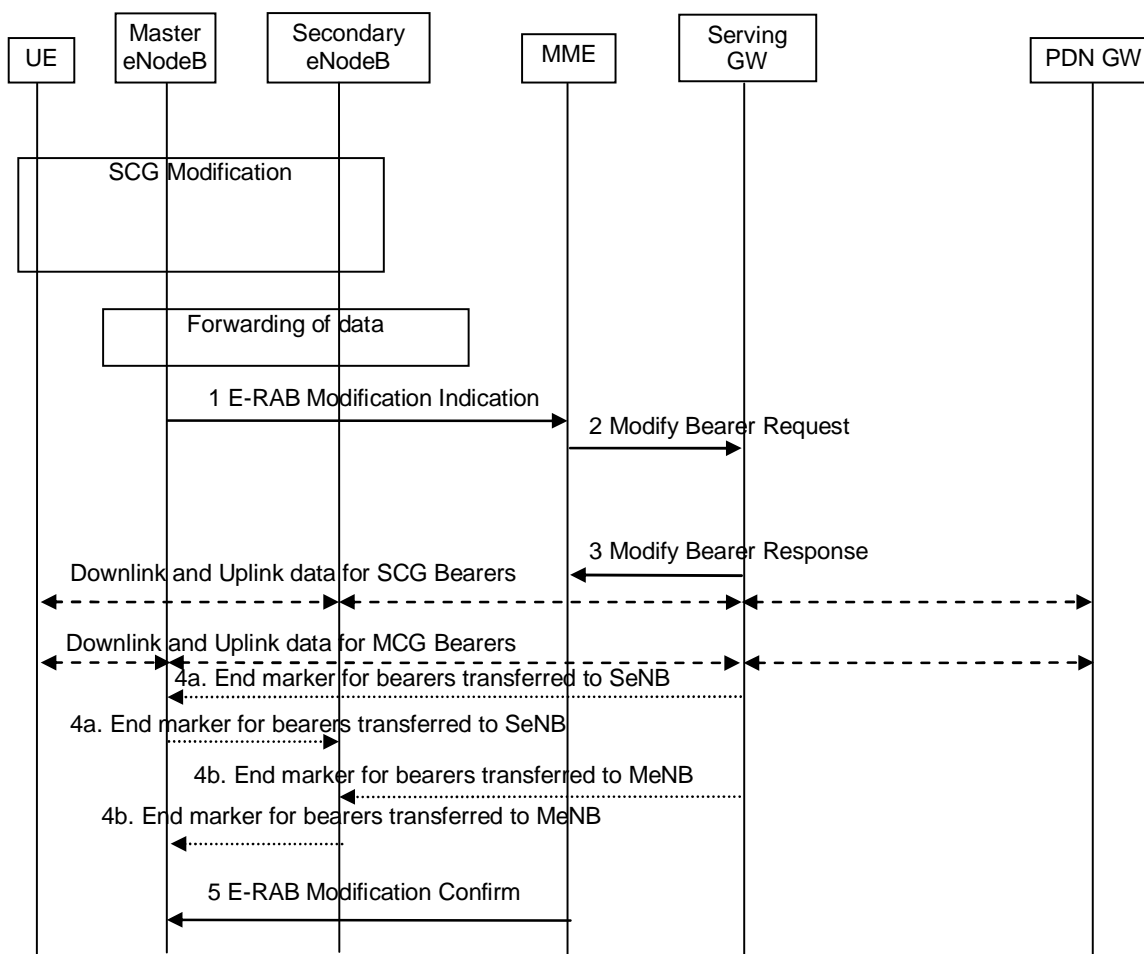 UE
Master
eNodeB
Secondary
eNodeB
MME
Serving
GW
PDN GW
SCG Modification
Forwarding of data
1 E-RAB Modification Indication
2 Modify Bearer Request
3 Modify Bearer Response
Downlink and Uplink data for SCG Bearers
Downlink and Uplink data for MCG Bearers
4a. End marker for bearers transferred to SeNB
4a. End marker for bearers transferred to SeNB
4b. End marker for bearers transferred to MeNB
4b. End marker for bearers transferred to MeNB
5 E-RAB Modification Confirm